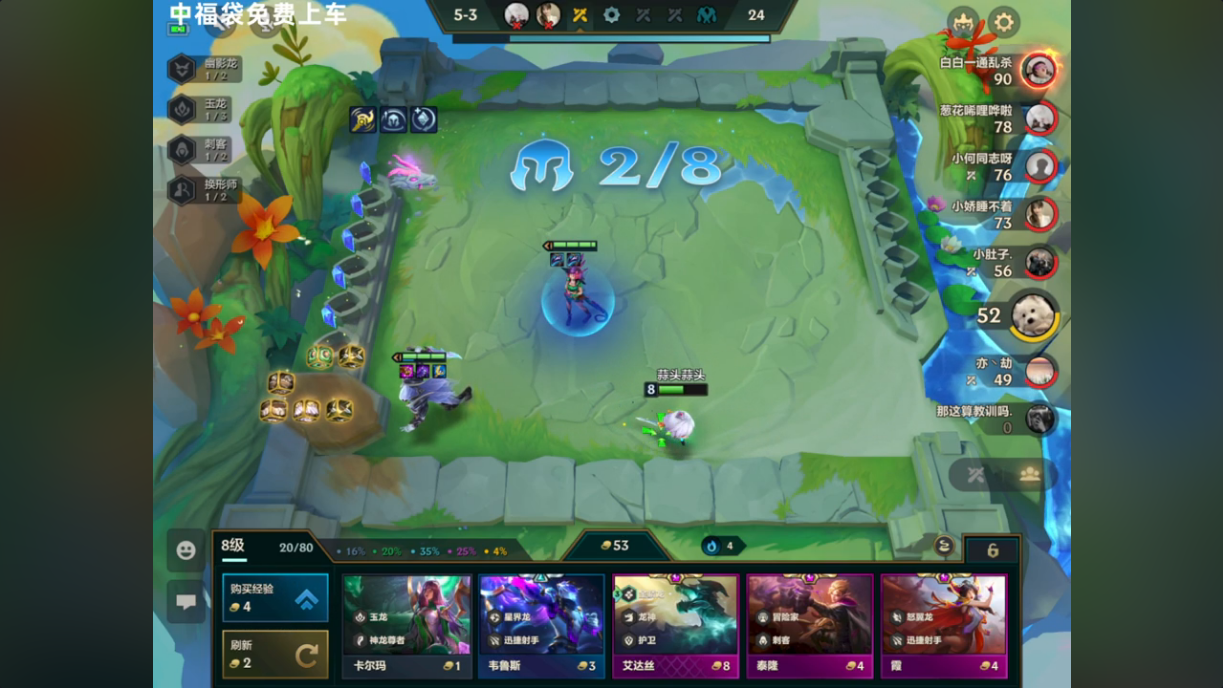 中福袋免费上车
5-3
24
幽影龙
1/2
玉龙
1/3
刺客
1/2
换形师
1/2
2/8
白白一通乱杀
90
葱花唏哩哗啦
78
小何同志呀
76
小娇睡不着
73
小肚子.
56
52
亦丶劫
49
那这算教训吗.
0
蒜头蒜头
8
8级
20/80
16%
20%
35%
25%
4%
53
4
6
购买经验
4
刷新
2
玉龙
神龙尊者
卡尔玛
1
星界龙
迅捷射手
韦鲁斯
3
龙神
护卫
艾达丝
8
冒险家
刺客
泰隆
4
怒翼龙
迅捷射手
霞
4